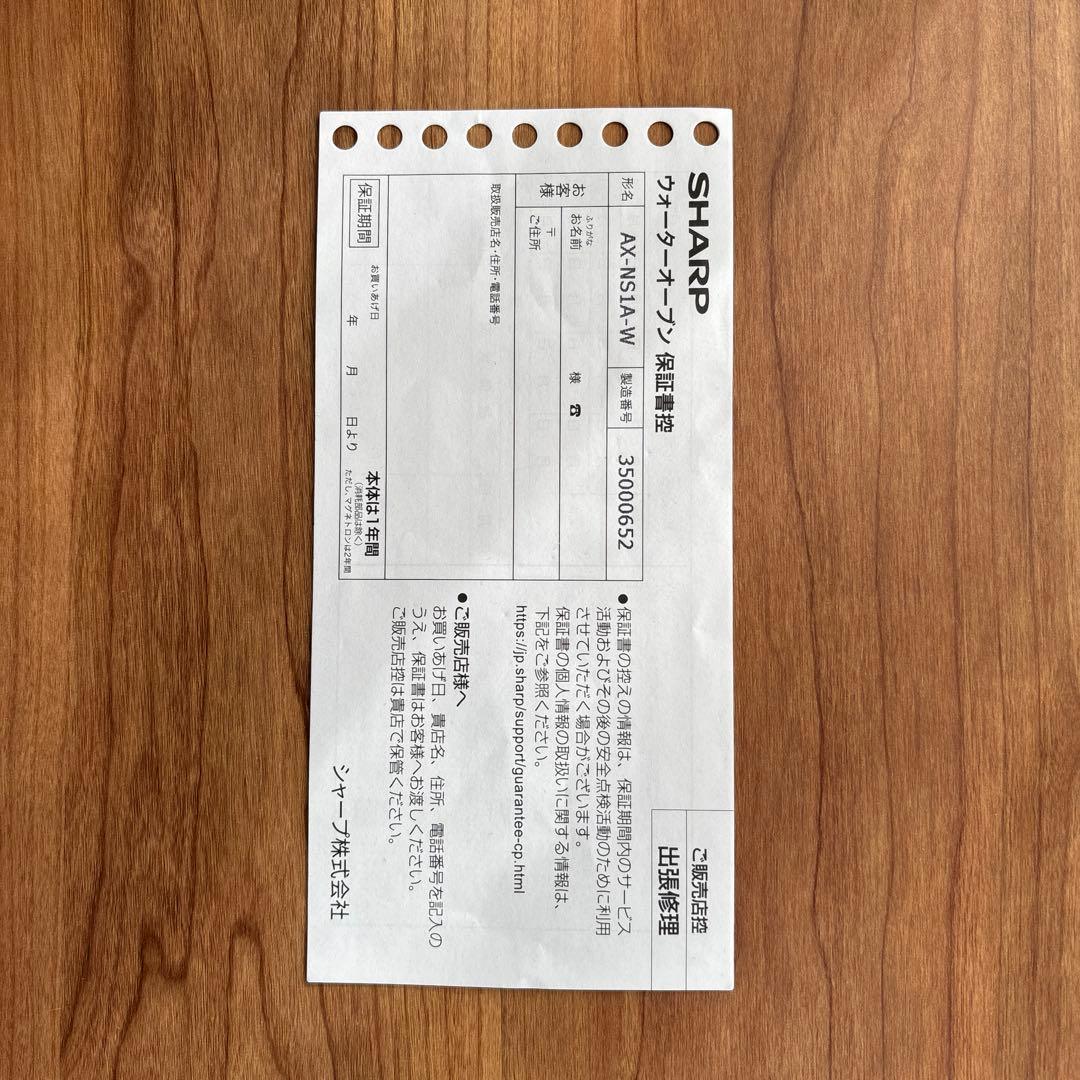 SHARP
ウォーターオーブン 保証書控
ご販売店控
出張修理
形名 AX-NS1A-W 製造番号 35000652
お客様
ふりがな
お名前 様 ☎
〒
ご住所
取扱販売店名・住所・電話番号
保証期間
お買いあげ日
年 月 日より
本体は1年間
(消耗部品は除く)
ただし、マグネトロンは2年間
●保証書の控えの情報は、保証期間内のサービス
活動およびその後の安全点検活動のために利用
させていただく場合がございます。
保証書の個人情報の取扱いに関する情報は、
下記をご参照ください。
https://jp.sharp/support/guarantee-cp.html
●ご販売店様へ
お買いあげ日、貴店名、住所、電話番号を記入の
うえ、保証書はお客様へお渡しください。
ご販売店控は貴店で保管ください。
シャープ株式会社